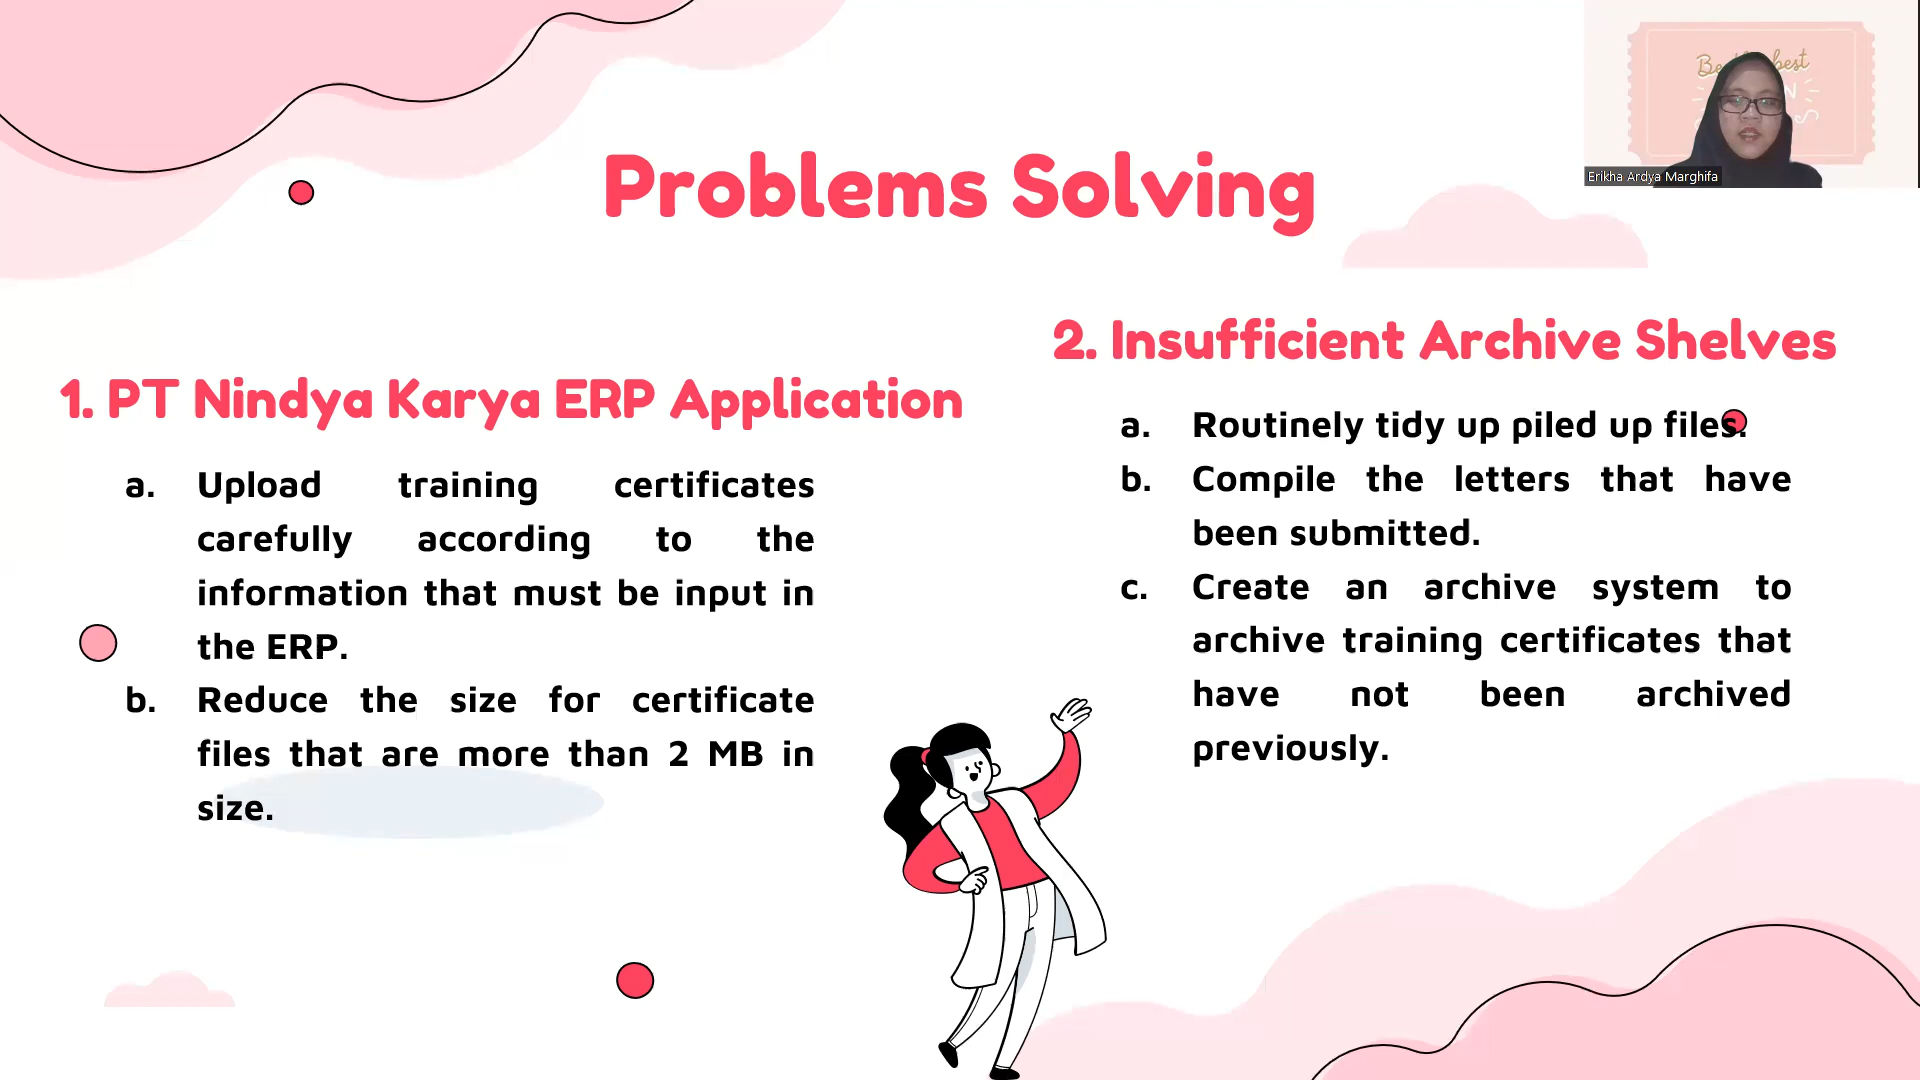 Problems Solving
Erikha Ardya Marghifa
1. PT Nindya Karya ERP Application
a. Upload training certificates
carefully according to the
information that must be input in
the ERP.
b. Reduce the size for certificate
files that are more than 2 MB in
size.
2. Insufficient Archive Shelves
a. Routinely tidy up piled up files.
b. Compile the letters that have
been submitted.
c. Create an archive system to
archive training certificates that
have not been archived
previously.